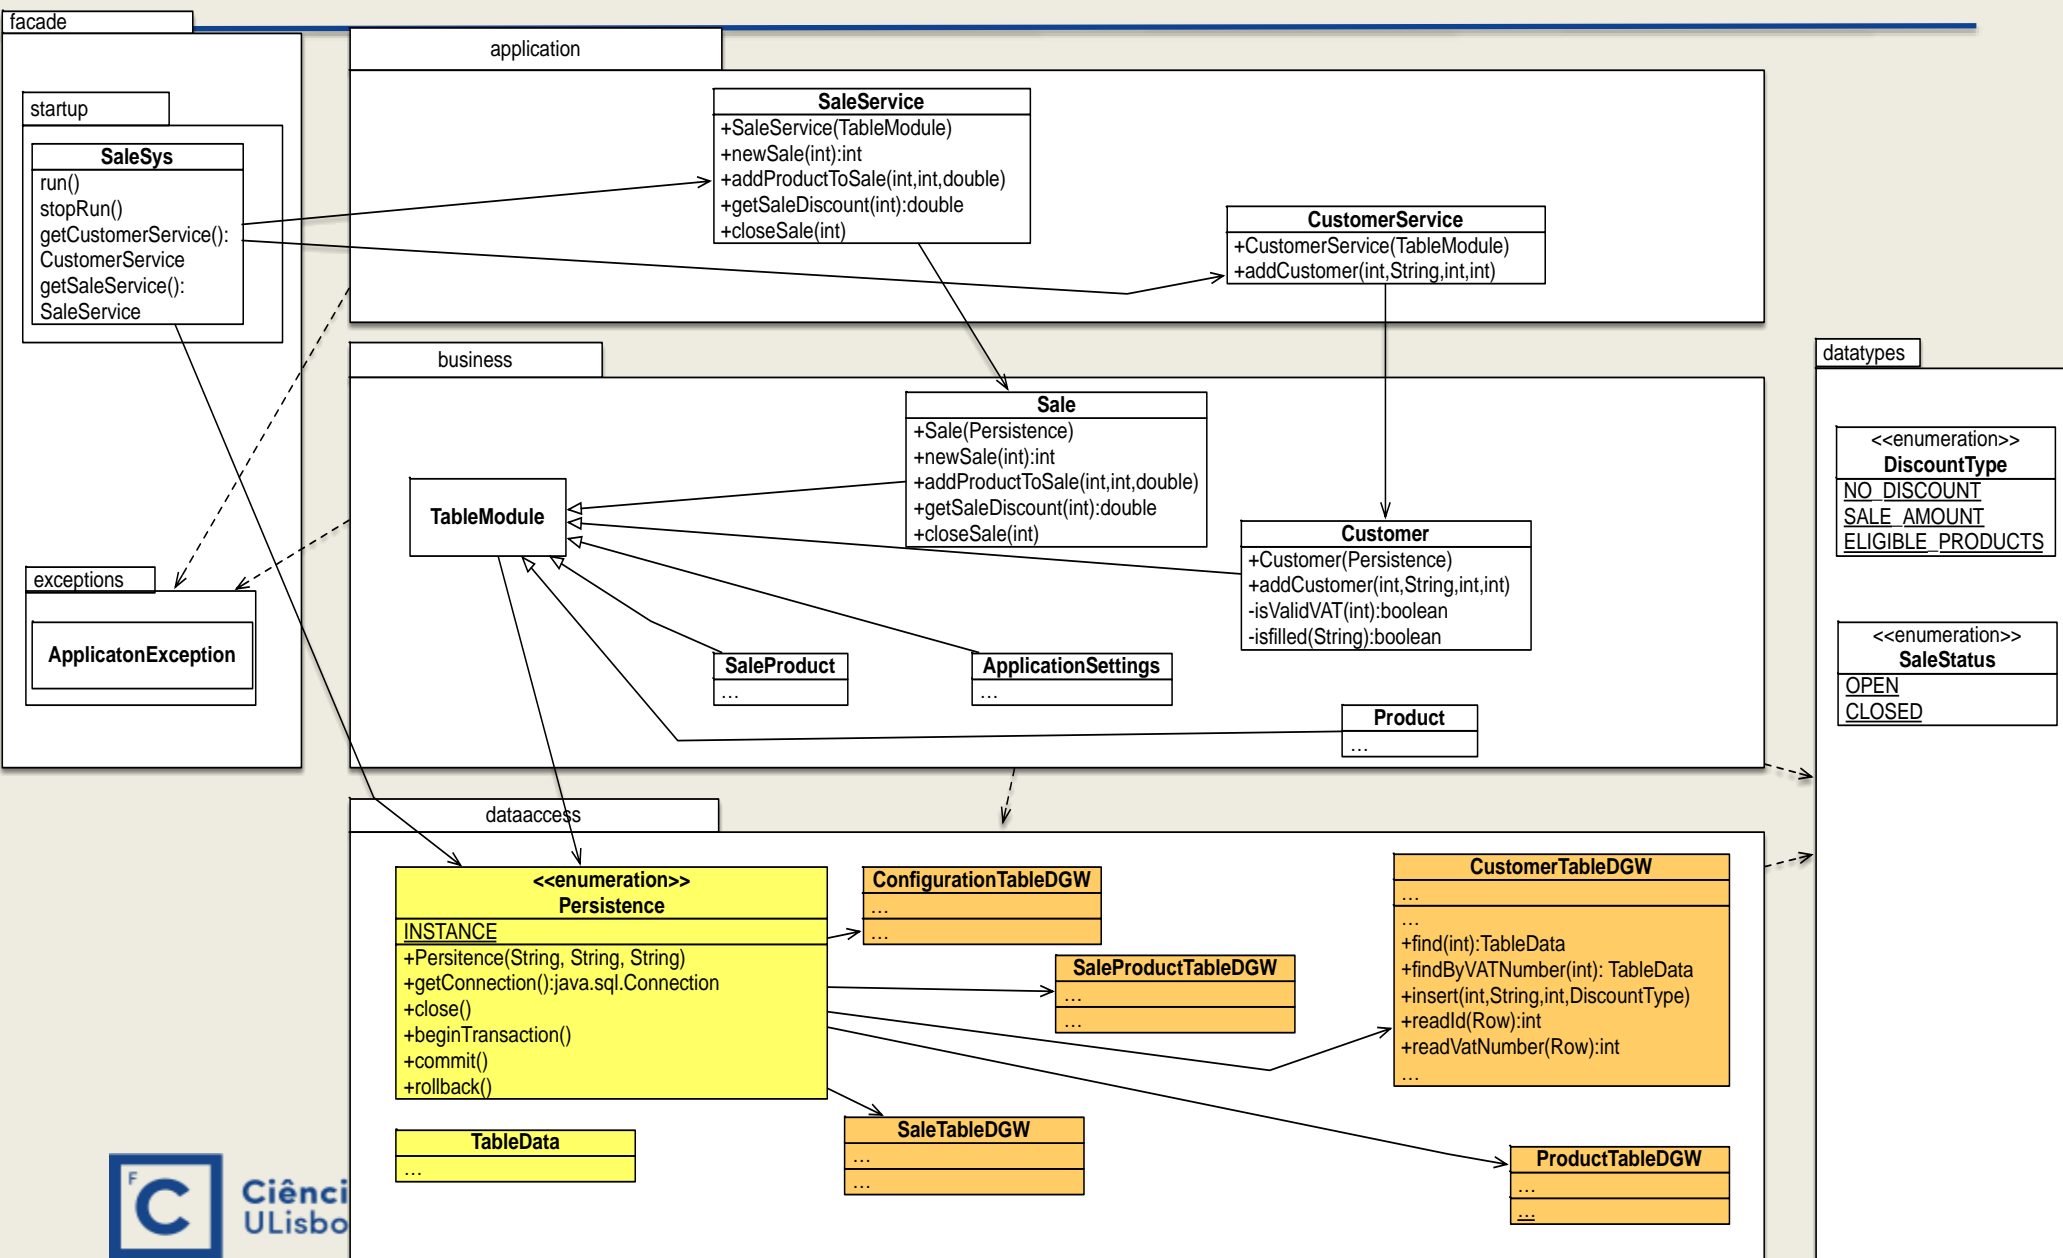 facade
startup
SaleSys
run()
stopRun()
getCustomerService():
CustomerService
getSaleService():
SaleService
exceptions
ApplicatonException
application
SaleService
+SaleService(TableModule)
+newSale(int):int
+addProductToSale(int,int,double)
+getSaleDiscount(int):double
+closeSale(int)
CustomerService
+CustomerService(TableModule)
+addCustomer(int,String,int,int)
business
TableModule
Sale
+Sale(Persistence)
+newSale(int):int
+addProductToSale(int,int,double)
+getSaleDiscount(int):double
+closeSale(int)
Customer
+Customer(Persistence)
+addCustomer(int,String,int,int)
-isValidVAT(int):boolean
-isfilled(String):boolean
SaleProduct
...
ApplicationSettings
...
Product
...
datatypes
<<enumeration>>
DiscountType
NO_DISCOUNT
SALE_AMOUNT
ELIGIBLE_PRODUCTS
<<enumeration>>
SaleStatus
OPEN
CLOSED
dataaccess
<<enumeration>>
Persistence
INSTANCE
+Persitence(String, String, String)
+getConnection():java.sql.Connection
+close()
+beginTransaction()
+commit()
+rollback()
TableData
...
ConfigurationTableDGW
...
...
SaleProductTableDGW
...
...
CustomerTableDGW
...
...
+find(int):TableData
+findByVATNumber(int): TableData
+insert(int,String,int,DiscountType)
+readId(Row):int
+readVatNumber(Row):int
...
SaleTableDGW
...
...
ProductTableDGW
...
...
F
C
Ciênci
ULisbo